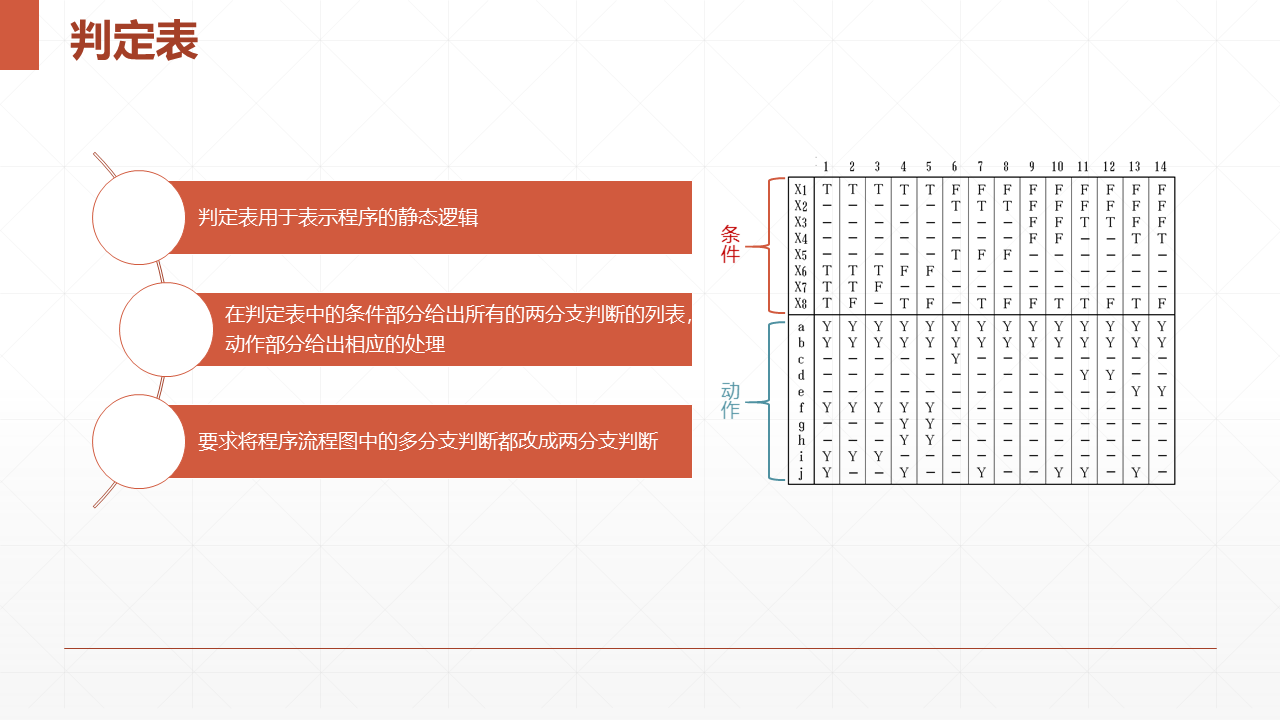 判定表
判定表用于表示程序的静态逻辑
在判定表中的条件部分给出所有的两分支判断的列表，
动作部分给出相应的处理
要求将程序流程图中的多分支判断都改成两分支判断
条件
动作
1 2 3 4 5 6 7 8 9 10 11 12 13 14
X1 T T T T T F F F F F F F F F
X2 — — — — — T T T F F F F F F
X3 — — — — — — — — F F T T F F
X4 — — — — — — — — F F — — T T
X5 — — — — — T F F — — — — — —
X6 T T T F F — — — — — — — — —
X7 T T F — — — — — — — — — — —
X8 T F — T F — T F F T T F T F
a Y Y Y Y Y Y Y Y Y Y Y Y Y Y
b Y Y Y Y Y Y Y Y Y Y Y Y Y Y
c — — — — — Y — — — — — — — —
d — — — — — — — — — — Y Y — —
e — — — — — — — — — — — — Y Y
f Y Y Y Y Y — — — — — — — — —
g — — — Y Y — — — — — — — — —
h — — — Y Y — — — — — — — — —
i Y Y Y — — — — — — — — — — —
j Y — — Y — — Y — — Y Y — Y —